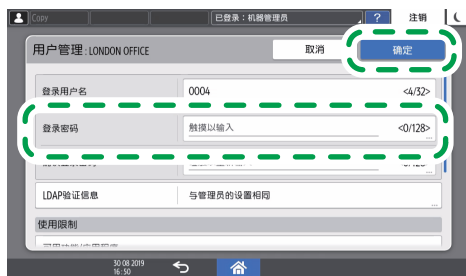 Copy
已登录：机器管理员
?
注销
用户管理：LONDON OFFICE
取消
确定
登录用户名
0004
<4/32>
登录密码
触摸以输入
<0/128>
...
LDAP验证信息
与管理员的设置相同
...
使用限制
30 08 2019
16:50